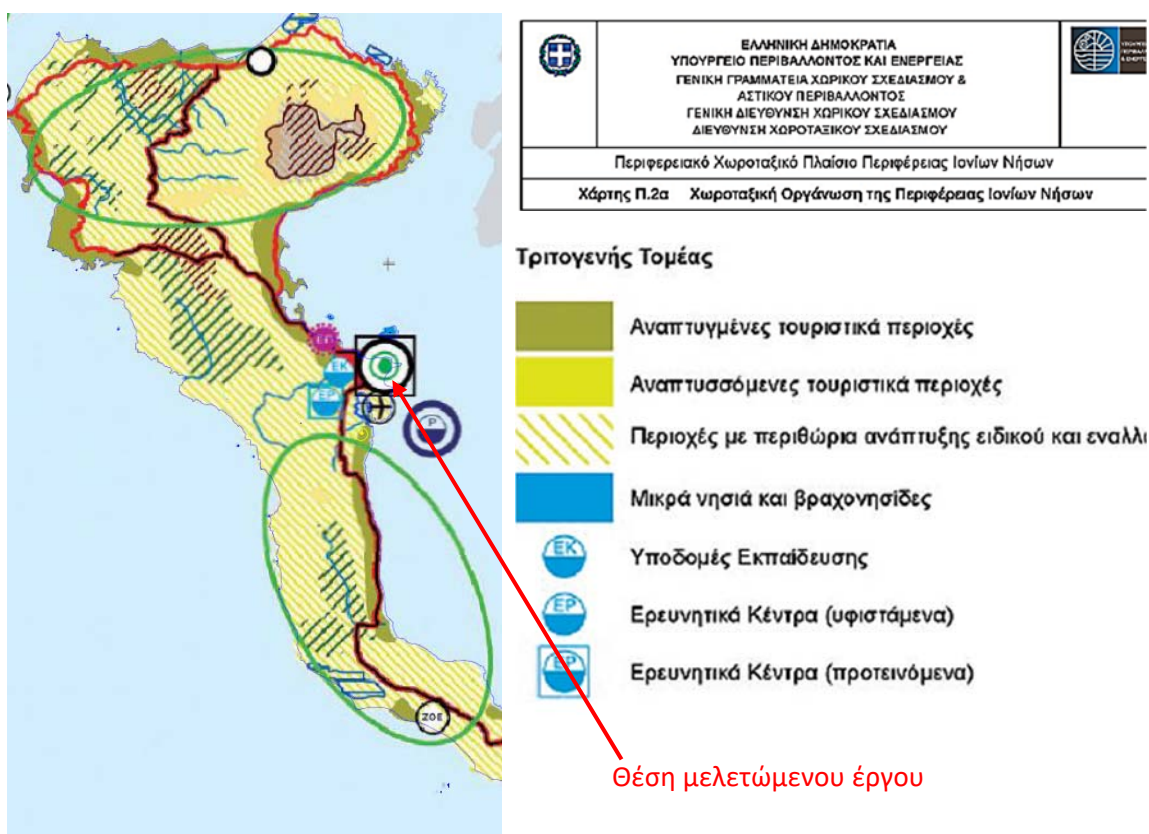 ΕΛΛΗΝΙΚΗ ΔΗΜΟΚΡΑΤΙΑ
ΥΠΟΥΡΓΕΙΟ ΠΕΡΙΒΑΛΛΟΝΤΟΣ ΚΑΙ ΕΝΕΡΓΕΙΑΣ
ΓΕΝΙΚΗ ΓΡΑΜΜΑΤΕΙΑ ΧΩΡΙΚΟΥ ΣΧΕΔΙΑΣΜΟΥ &
ΑΣΤΙΚΟΥ ΠΕΡΙΒΑΛΛΟΝΤΟΣ
ΓΕΝΙΚΗ ΔΙΕΥΘΥΝΣΗ ΧΩΡΙΚΟΥ ΣΧΕΔΙΑΣΜΟΥ
ΔΙΕΥΘΥΝΣΗ ΧΩΡΟΤΑΞΙΚΟΥ ΣΧΕΔΙΑΣΜΟΥ
Περιφερειακό Χωροταξικό Πλαίσιο Περιφέρειας Ιονίων Νήσων
Χάρτης Π.2α Χωροταξική Οργάνωση της Περιφέρειας Ιονίων Νήσων
Τριτογενής Τομέας
Αναπτυγμένες τουριστικά περιοχές
Αναπτυσσόμενες τουριστικά περιοχές
Περιοχές με περιθώρια ανάπτυξης ειδικού και εναλλ
Μικρά νησιά και βραχονησίδες
ΕΚ Υποδομές Εκπαίδευσης
ΕΡ Ερευνητικά Κέντρα (υφιστάμενα)
ΕΡ Ερευνητικά Κέντρα (προτεινόμενα)
ΕΠ
ΕΚ
ΕΡ
P
ΖΟΕ
Θέση μελετώμενου έργου